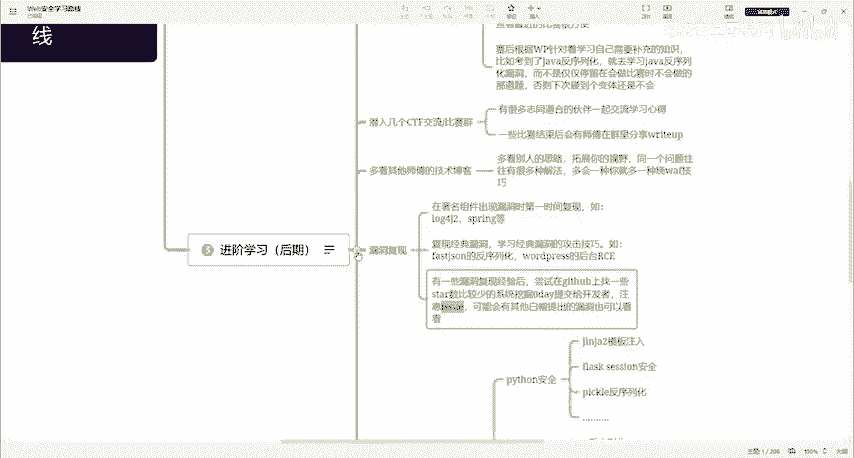 Web安全学习路线
已保存
线
赛后根据WP针对着学习自己需要补充的知识,
比如考到了java反序列化,就去学习java反序列
化漏洞,而不是仅仅停留在会做比赛时不会做的
那道题,否则下次碰到个变体还是不会
潜入几个CTF交流/比赛群
有很多志同道合的伙伴一起交流学习心得
一些比赛结束后会有师傅在群里分享writeup
多看其他师傅的技术博客
多看别人的思路,拓展你的视野,同一个问题往
往有很多种解法,多会一种你就多一种绕waf技
巧
3 进阶学习(后期)
漏洞复现
在著名组件出现漏洞时第一时间复现,如:
log4j2、spring等
复现经典漏洞,学习经典漏洞的攻击技巧。如:
fastjson的反序列化,wordpress的后台RCE
有一些漏洞复现经验后,尝试在github上找一些
star数比较少的系统挖掘0day提交给开发者,注
意issue,可能会有其他白帽提出的漏洞也可以看
看
python安全
jinja2模板注入
flask session安全
pickle反序列化
..........
主题 1 / 206
100%
大纲